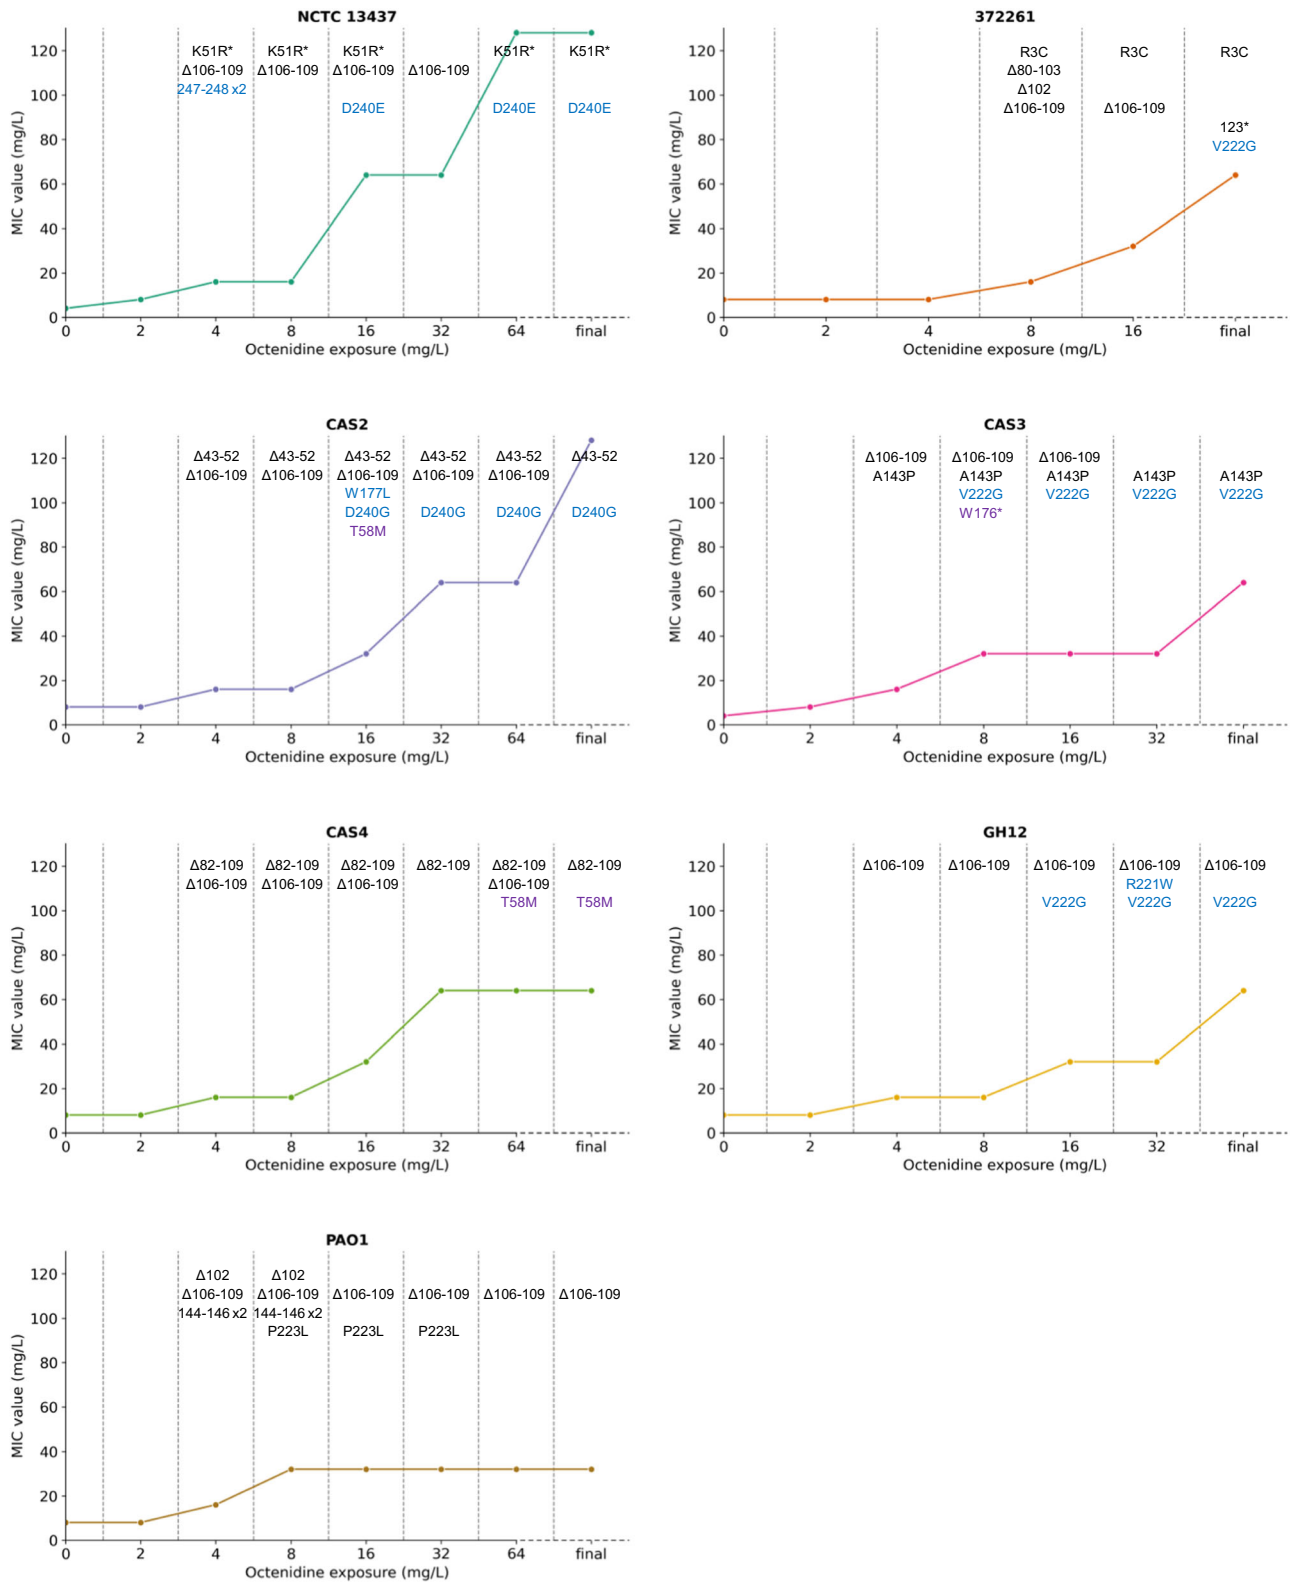 NCTC 13437
MIC value (mg/L)
120
100
80
60
40
20
0
K51R* K51R* K51R* K51R* K51R*
Δ106-109 Δ106-109 Δ106-109 Δ106-109
247-248 x2
D240E D240E D240E
0 2 4 8 16 32 64 final
Octenidine exposure (mg/L)
372261
MIC value (mg/L)
120
100
80
60
40
20
0
R3C R3C R3C
Δ80-103
Δ102
Δ106-109 Δ106-109
123*
V222G
0 2 4 8 16 final
Octenidine exposure (mg/L)
CAS2
MIC value (mg/L)
120
100
80
60
40
20
0
Δ43-52 Δ43-52 Δ43-52 Δ43-52 Δ43-52 Δ43-52
Δ106-109 Δ106-109 Δ106-109 Δ106-109 Δ106-109
W177L
D240G D240G D240G D240G
T58M
0 2 4 8 16 32 64 final
Octenidine exposure (mg/L)
CAS3
MIC value (mg/L)
120
100
80
60
40
20
0
Δ106-109 Δ106-109 Δ106-109
A143P A143P A143P A143P A143P
V222G V222G V222G V222G
W176*
0 2 4 8 16 32 final
Octenidine exposure (mg/L)
CAS4
MIC value (mg/L)
120
100
80
60
40
20
0
Δ82-109 Δ82-109 Δ82-109 Δ82-109 Δ82-109 Δ82-109
Δ106-109 Δ106-109 Δ106-109 Δ106-109
T58M T58M
0 2 4 8 16 32 64 final
Octenidine exposure (mg/L)
GH12
MIC value (mg/L)
120
100
80
60
40
20
0
Δ106-109 Δ106-109 Δ106-109 Δ106-109 Δ106-109
R221W
V222G V222G V222G
0 2 4 8 16 32 final
Octenidine exposure (mg/L)
PAO1
MIC value (mg/L)
120
100
80
60
40
20
0
Δ102 Δ102
Δ106-109 Δ106-109 Δ106-109 Δ106-109 Δ106-109 Δ106-109
144-146 x2 144-146 x2
P223L P223L P223L
0 2 4 8 16 32 64 final
Octenidine exposure (mg/L)